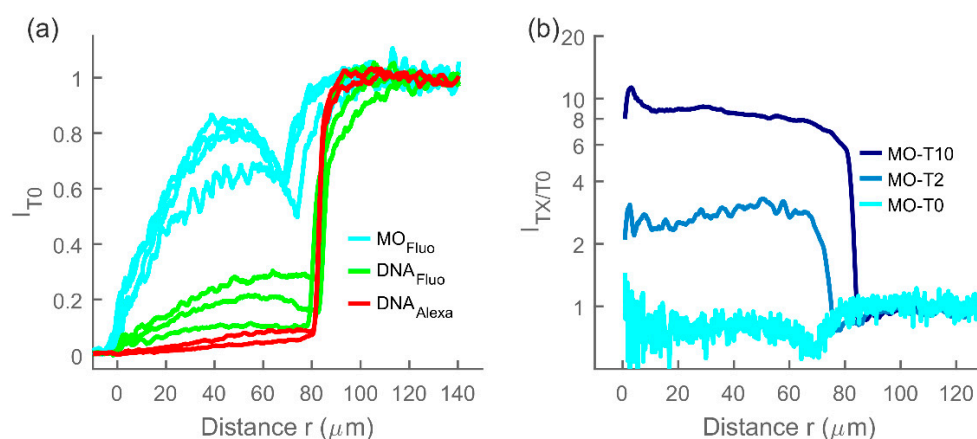 (a)
I_T0
1
0.8
0.6
0.4
0.2
0
0 20 40 60 80 100 120 140
Distance r (μm)
MO_Fluo
DNA_Fluo
DNA_Alexa
(b)
I_TX/T0
20
10
8
6
4
2
1
0 20 40 60 80 100 120
Distance r (μm)
MO-T10
MO-T2
MO-T0